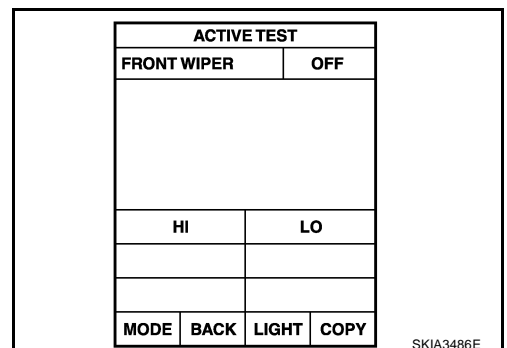 ACTIVE TEST
FRONT WIPER OFF
HI LO
MODE BACK LIGHT COPY
SKIA3486E